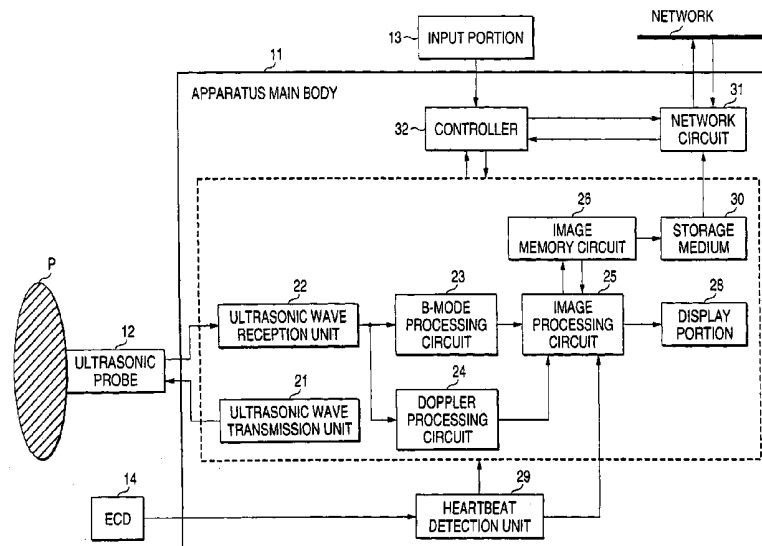 NETWORK
13
INPUT PORTION
11
APPARATUS MAIN BODY
31
32
CONTROLLER
NETWORK
CIRCUIT
26
IMAGE
MEMORY CIRCUIT
30
STORAGE
MEDIUM
P
12
ULTRASONIC
PROBE
22
ULTRASONIC WAVE
RECEPTION UNIT
23
B-MODE
PROCESSING
CIRCUIT
25
IMAGE
PROCESSING
CIRCUIT
28
DISPLAY
PORTION
21
ULTRASONIC WAVE
TRANSMISSION UNIT
24
DOPPLER
PROCESSING
CIRCUIT
14
ECD
29
HEARTBEAT
DETECTION UNIT